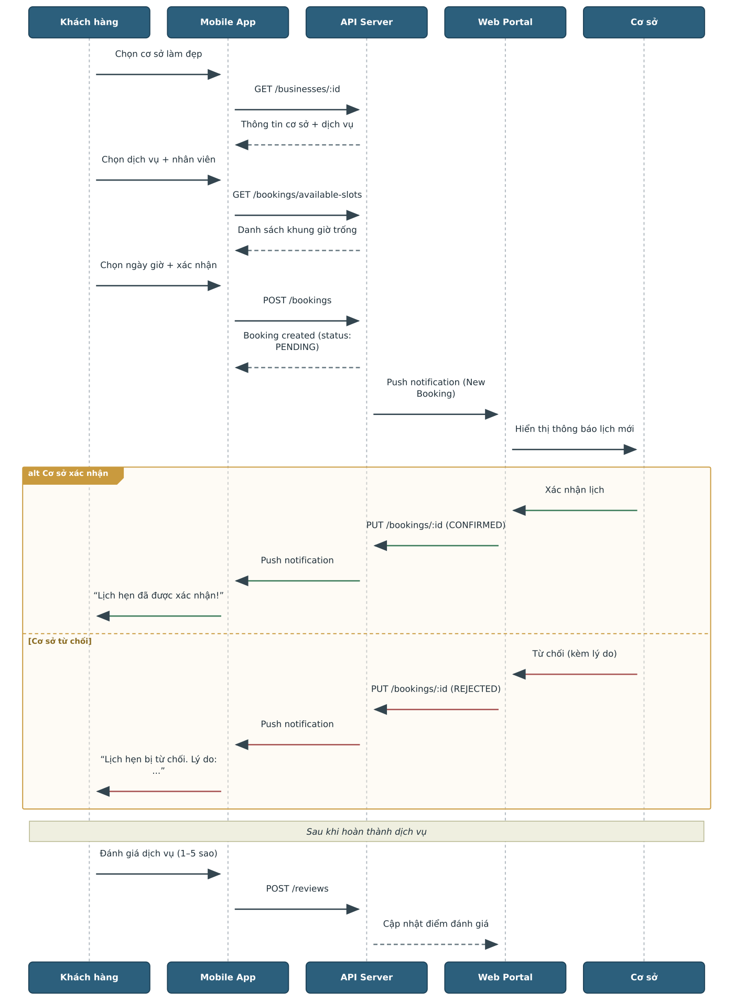 Khách hàng
Mobile App
API Server
Web Portal
Cơ sở
Chọn cơ sở làm đẹp
GET /businesses/:id
Thông tin cơ sở + dịch vụ
Chọn dịch vụ + nhân viên
GET /bookings/available-slots
Danh sách khung giờ trống
Chọn ngày giờ + xác nhận
POST /bookings
Booking created (status:
PENDING)
Push notification (New
Booking)
Hiển thị thông báo lịch mới
alt Cơ sở xác nhận
Xác nhận lịch
PUT /bookings/:id (CONFIRMED)
Push notification
“Lịch hẹn đã được xác nhận!”
[Cơ sở từ chối]
Từ chối (kèm lý do)
PUT /bookings/:id (REJECTED)
Push notification
“Lịch hẹn bị từ chối. Lý do:
...”
Sau khi hoàn thành dịch vụ
Đánh giá dịch vụ (1–5 sao)
POST /reviews
Cập nhật điểm đánh giá
Khách hàng
Mobile App
API Server
Web Portal
Cơ sở